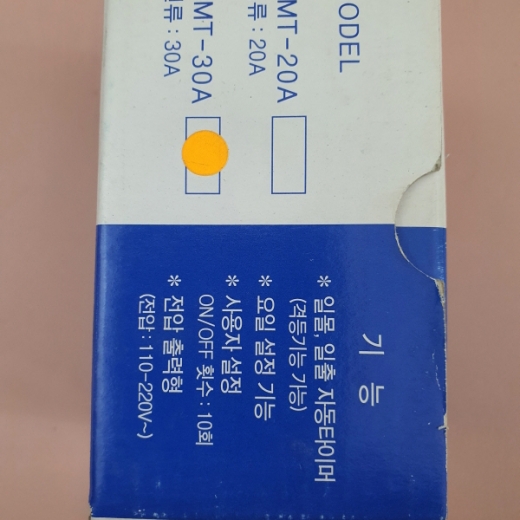 ODEL
MT-20A
류 : 20A
MT-30A
류 : 30A
기 능
* 일몰, 일출 자동타이머
(격등기능 가능)
* 요일 설정 기능
* 사용자 설정
ON/OFF 횟수 : 10회
* 전압 출력형
(전압 : 110-220V~)